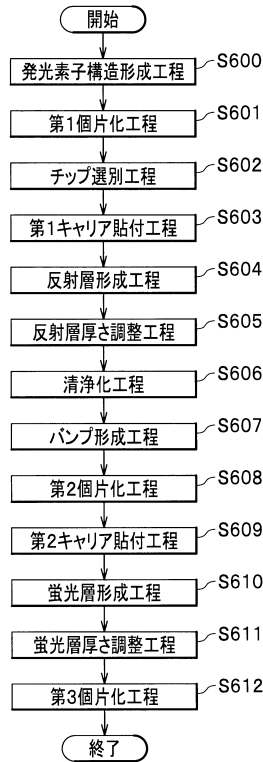 開始
発光素子構造形成工程 S600
第1個片化工程 S601
チップ選別工程 S602
第1キャリア貼付工程 S603
反射層形成工程 S604
反射層厚さ調整工程 S605
清浄化工程 S606
バンプ形成工程 S607
第2個片化工程 S608
第2キャリア貼付工程 S609
蛍光層形成工程 S610
蛍光層厚さ調整工程 S611
第3個片化工程 S612
終了